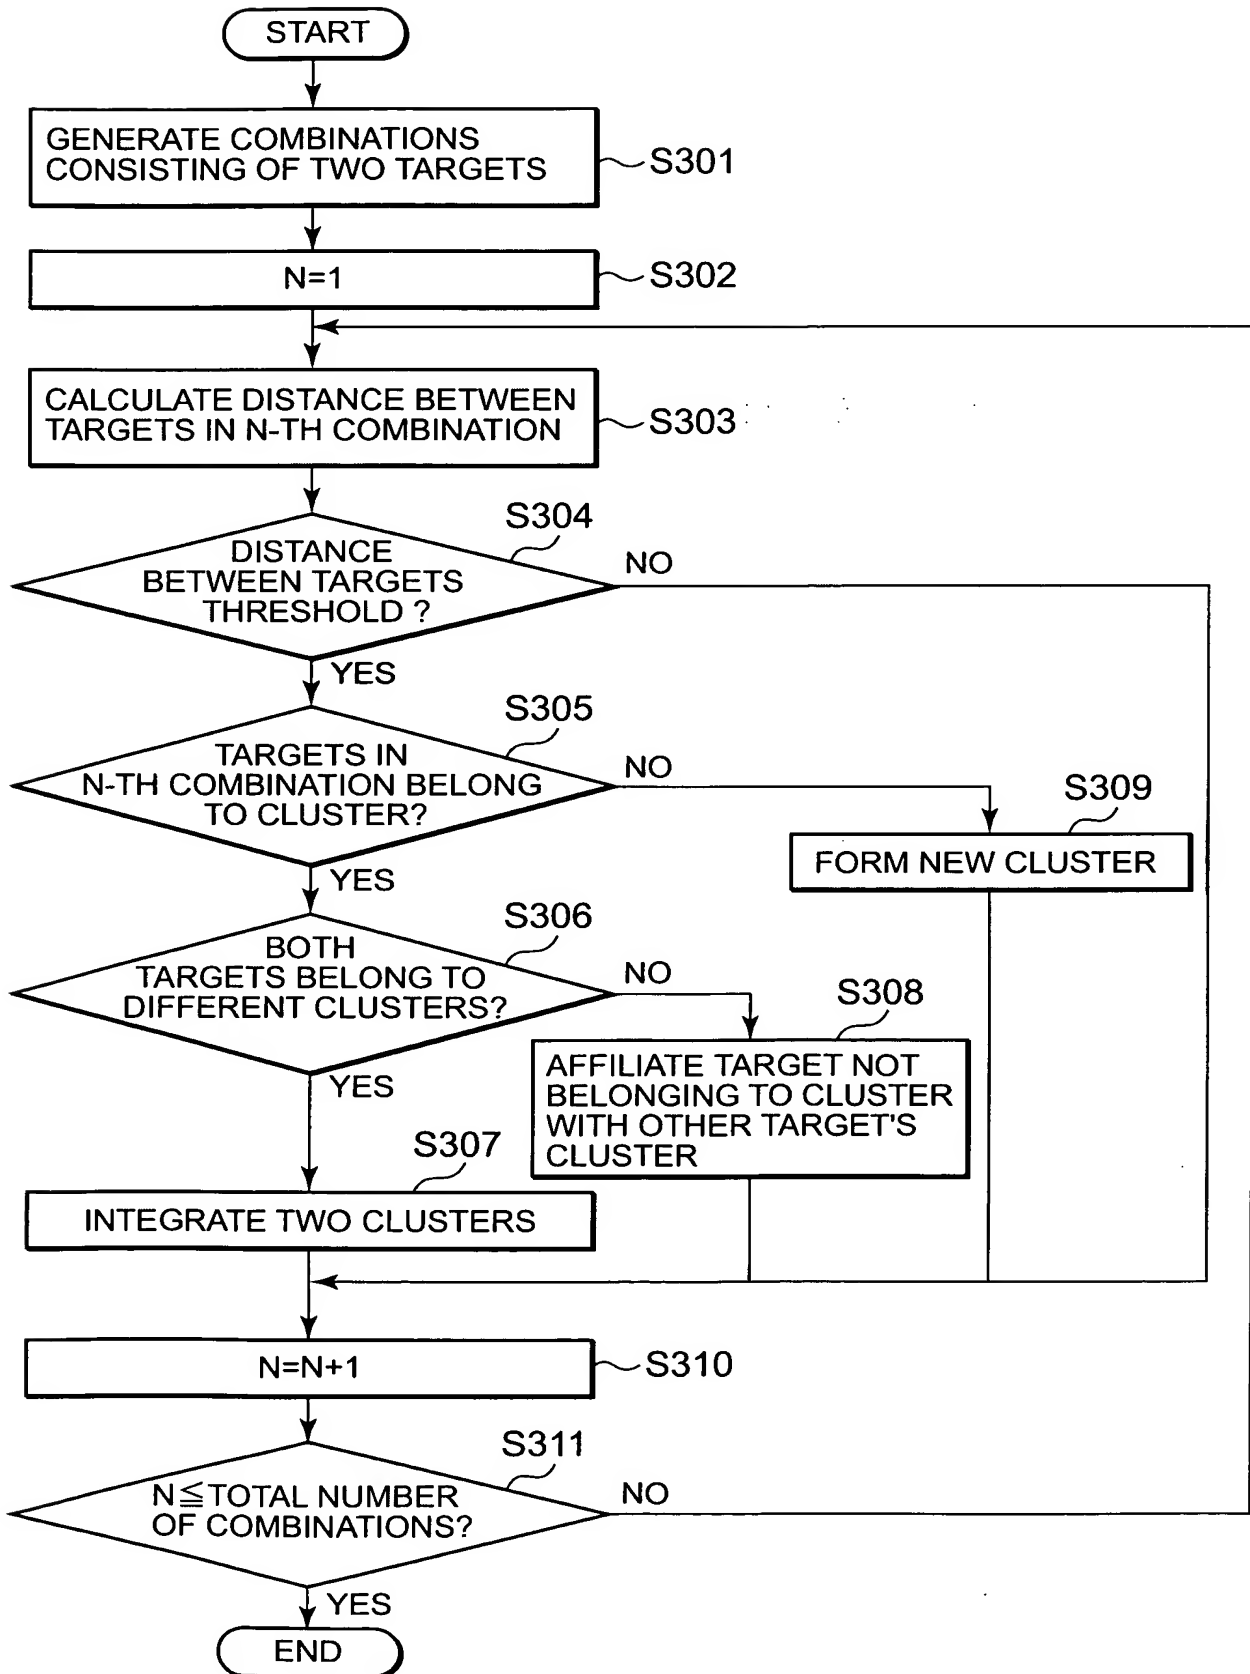 START
GENERATE COMBINATIONS
CONSISTING OF TWO TARGETS
S301
N=1
S302
CALCULATE DISTANCE BETWEEN
TARGETS IN N-TH COMBINATION
S303
S304
DISTANCE
BETWEEN TARGETS
THRESHOLD ?
NO
YES
S305
TARGETS IN
N-TH COMBINATION BELONG
TO CLUSTER?
NO
S309
FORM NEW CLUSTER
YES
S306
BOTH
TARGETS BELONG TO
DIFFERENT CLUSTERS?
NO
S308
AFFILIATE TARGET NOT
BELONGING TO CLUSTER
WITH OTHER TARGET'S
CLUSTER
YES
S307
INTEGRATE TWO CLUSTERS
N=N+1
S310
S311
N≦TOTAL NUMBER
OF COMBINATIONS?
NO
YES
END